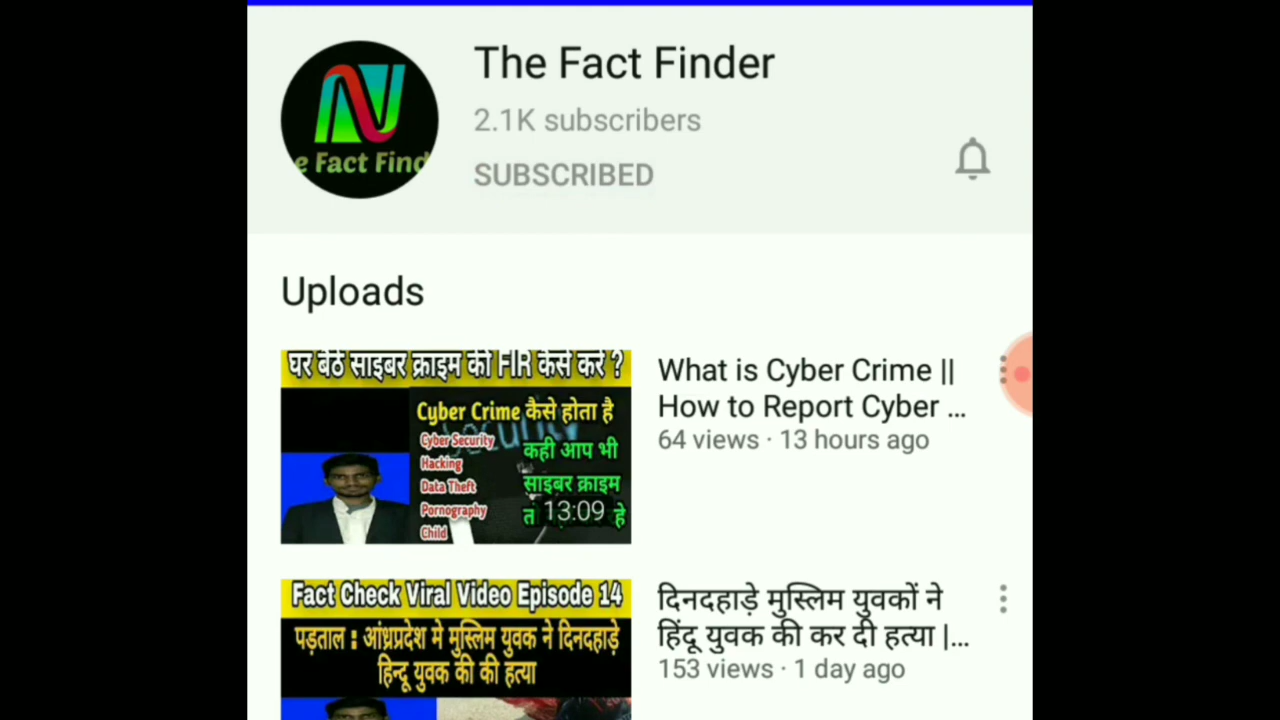 The Fact Finder
2.1K subscribers
SUBSCRIBED
e Fact Find
Uploads
घर बैठे साइबर क्राइम की FIR कैसे करें ?
Cyber Crime कैसे होता है
Cyber Security
Hacking
Data Theft
Pornography
Child
कही आप भी
साइबर क्राइम
13:09 हे
What is Cyber Crime ||
How to Report Cyber ...
64 views · 13 hours ago
Fact Check Viral Video Episode 14
पड़ताल : आंध्रप्रदेश मे मुस्लिम युवक ने दिनदहाड़े
हिन्दू युवक की की हत्या
दिनदहाड़े मुस्लिम युवकों ने
हिंदू युवक की कर दी हत्या |...
153 views · 1 day ago